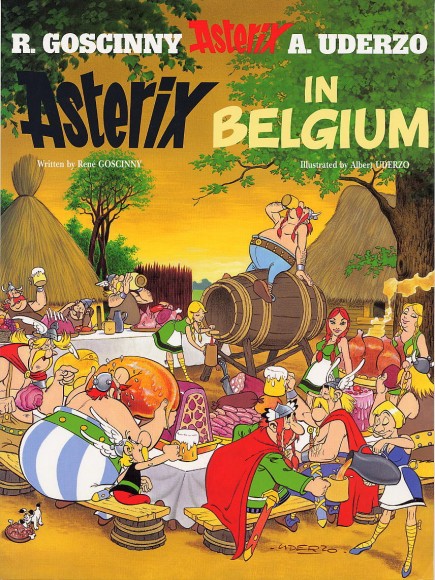 R. GOSCINNY Asterix A. UDERZO
Asterix
IN
BELGIUM
Written by René GOSCINNY
Illustrated by Albert UDERZO
-UDERZO-